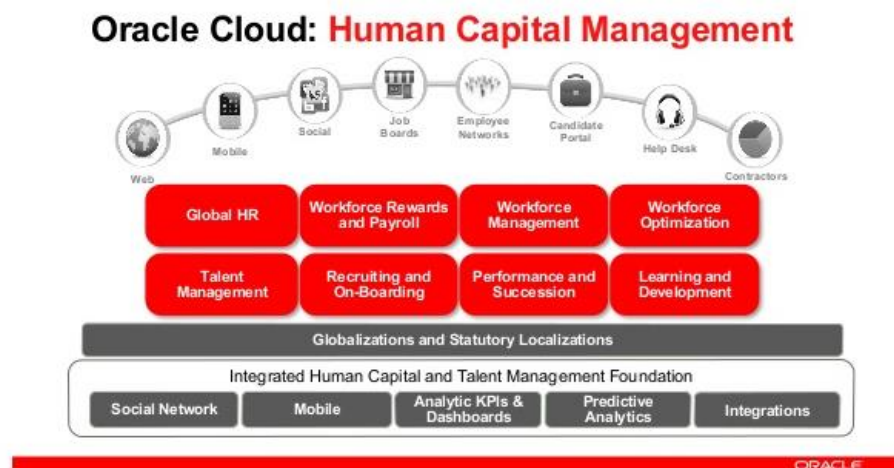 Oracle Cloud: Human Capital Management
Web
Mobile
Social
Job
Boards
Employee
Networks
Candidate
Portal
Help Desk
Contractors
Global HR
Workforce Rewards
and Payroll
Workforce
Management
Workforce
Optimization
Talent
Management
Recruiting and
On-Boarding
Performance and
Succession
Learning and
Development
Globalizations and Statutory Localizations
Integrated Human Capital and Talent Management Foundation
Social Network
Mobile
Analytic KPIs &
Dashboards
Predictive
Analytics
Integrations
ORACLE